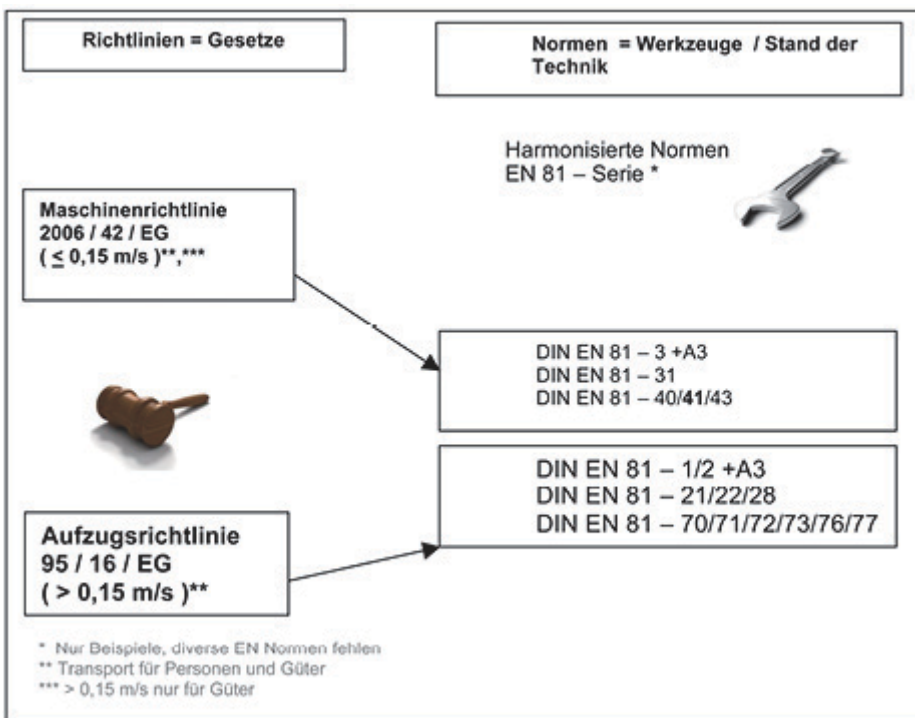 Richtlinien = Gesetze
Normen = Werkzeuge / Stand der
Technik
Harmonisierte Normen
EN 81 – Serie *
Maschinenrichtlinie
2006 / 42 / EG
( ≤ 0,15 m/s )**,***
DIN EN 81 – 3 +A3
DIN EN 81 – 31
DIN EN 81 – 40/41/43
DIN EN 81 – 1/2 +A3
DIN EN 81 – 21/22/28
DIN EN 81 – 70/71/72/73/76/77
Aufzugsrichtlinie
95 / 16 / EG
( > 0,15 m/s )**
* Nur Beispiele, diverse EN Normen fehlen
** Transport für Personen und Güter
*** > 0,15 m/s nur für Güter